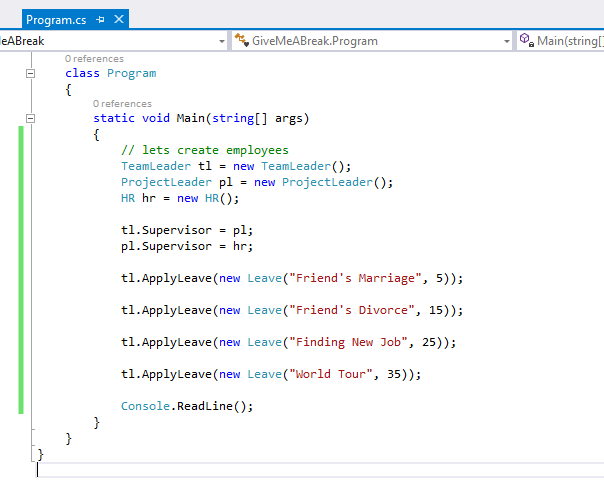 Program.cs
GiveMeABreak.Program
Main(string[]
0 references
class Program
{
0 references
static void Main(string[] args)
{
// lets create employees
TeamLeader tl = new TeamLeader();
ProjectLeader pl = new ProjectLeader();
HR hr = new HR();
tl.Supervisor = pl;
pl.Supervisor = hr;
tl.ApplyLeave(new Leave("Friend's Marriage", 5));
tl.ApplyLeave(new Leave("Friend's Divorce", 15));
tl.ApplyLeave(new Leave("Finding New Job", 25));
tl.ApplyLeave(new Leave("World Tour", 35));
Console.ReadLine();
}
}
}